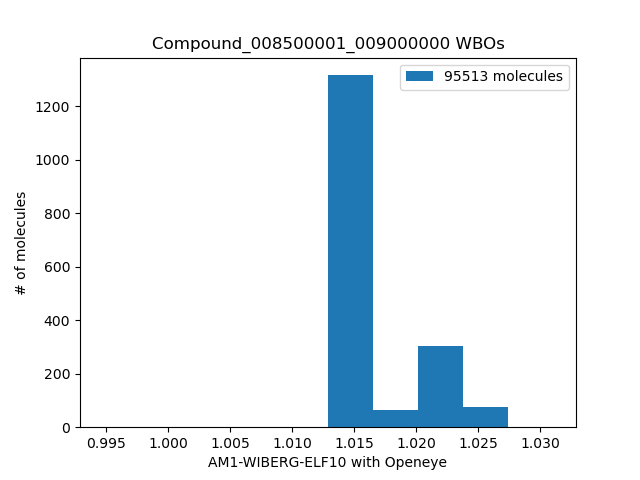 Compound_008500001_009000000 WBOs
95513 molecules
# of molecules
1200
1000
800
600
400
200
0
0.995 1.000 1.005 1.010 1.015 1.020 1.025 1.030
AM1-WIBERG-ELF10 with Openeye